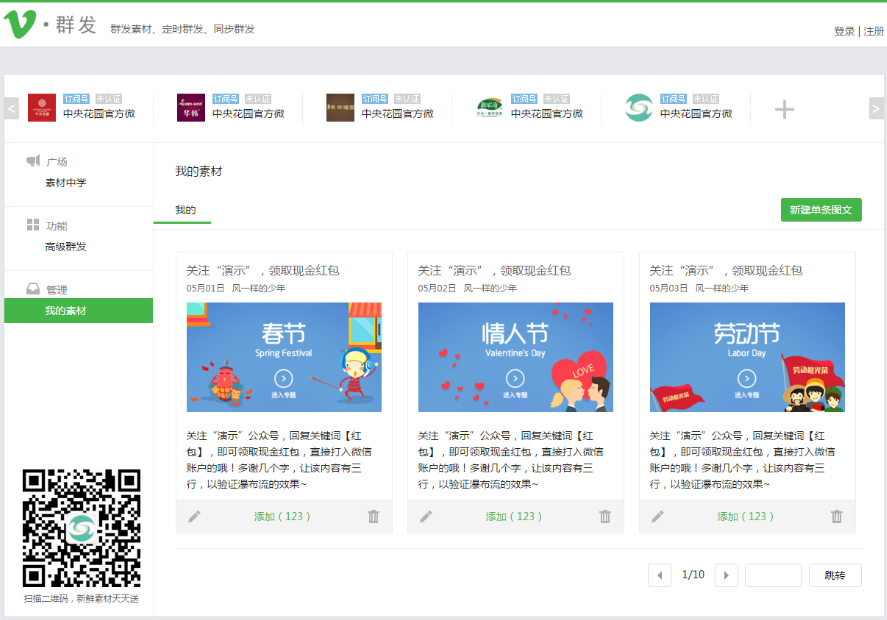 ·群发 群发素材、定时群发、同步群发
登录 | 注册
订阅号 未认证 订阅号 未认证 订阅号 未认证 订阅号 未认证 订阅号 未认证
中央花园官方微 中央花园官方微 中央花园官方微 中央花园官方微 中央花园官方微
广场
素材中学
功能
高级群发
管理
我的素材
扫描二维码，新鲜素材天天送
我的素材
我的
新建单条图文
关注“演示”，领取现金红包
05月01日 风一样的少年
春节
Spring Festival
进入专题
关注“演示”公众号，回复关键词【红
包】，即可领取现金红包，直接打入微信
账户的哦！多谢几个字，让该内容有三
行，以验证瀑布流的效果~
添加（123）
关注“演示”，领取现金红包
05月02日 风一样的少年
情人节
Valentine's Day
进入专题
LOVE
关注“演示”公众号，回复关键词【红
包】，即可领取现金红包，直接打入微信
账户的哦！多谢几个字，让该内容有三
行，以验证瀑布流的效果~
添加（123）
关注“演示”，领取现金红包
05月03日 风一样的少年
劳动节
Labor Day
进入专题
劳动最光荣
劳动最光荣
关注“演示”公众号，回复关键词【红
包】，即可领取现金红包，直接打入微信
账户的哦！多谢几个字，让该内容有三
行，以验证瀑布流的效果~
添加（123）
1/10 跳转